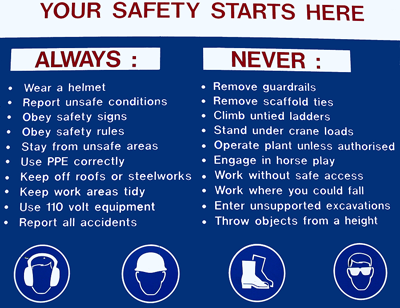 YOUR SAFETY STARTS HERE
ALWAYS :
• Wear a helmet
• Report unsafe conditions
• Obey safety signs
• Obey safety rules
• Stay from unsafe areas
• Use PPE correctly
• Keep off roofs or steelworks
• Keep work areas tidy
• Use 110 volt equipment
• Report all accidents
NEVER :
• Remove guardrails
• Remove scaffold ties
• Climb untied ladders
• Stand under crane loads
• Operate plant unless authorised
• Engage in horse play
• Work without safe access
• Work where you could fall
• Enter unsupported excavations
• Throw objects from a height